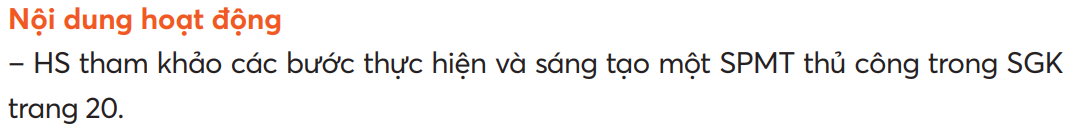 Nội dung hoạt động
– HS tham khảo các bước thực hiện và sáng tạo một SPMT thủ công trong SGK
trang 20.